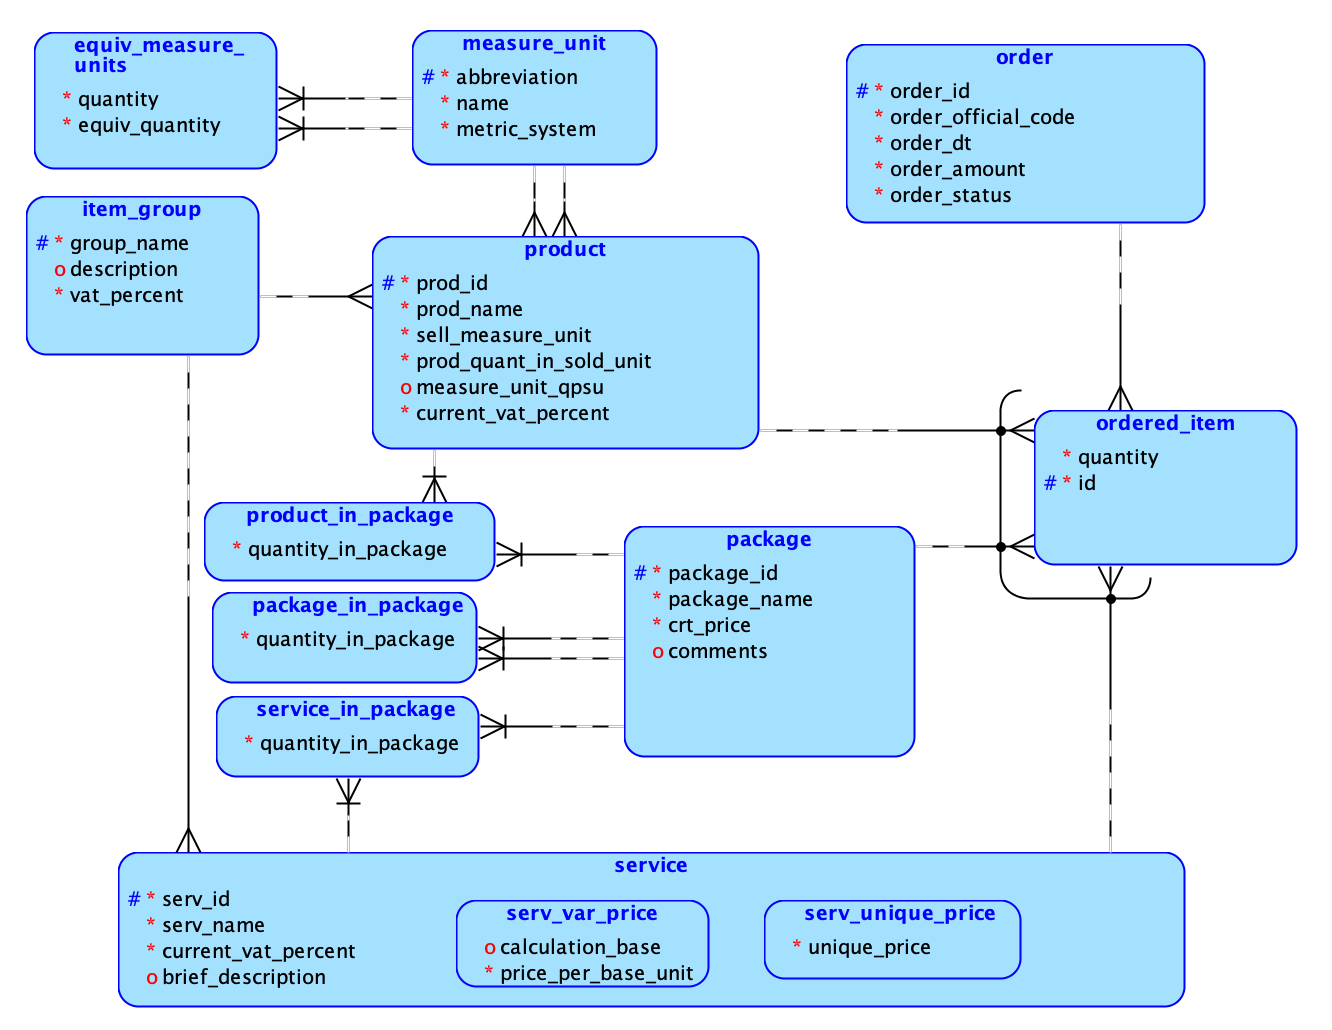 equiv_measure_
units
* quantity
* equiv_quantity
measure_unit
# * abbreviation
* name
* metric_system
order
# * order_id
* order_official_code
* order_dt
* order_amount
* order_status
item_group
# * group_name
o description
* vat_percent
product
# * prod_id
* prod_name
* sell_measure_unit
* prod_quant_in_sold_unit
o measure_unit_qpsu
* current_vat_percent
ordered_item
* quantity
# * id
product_in_package
* quantity_in_package
package
# * package_id
* package_name
* crt_price
o comments
package_in_package
* quantity_in_package
service_in_package
* quantity_in_package
service
# * serv_id
* serv_name
* current_vat_percent
o brief_description
serv_var_price
o calculation_base
* price_per_base_unit
serv_unique_price
* unique_price